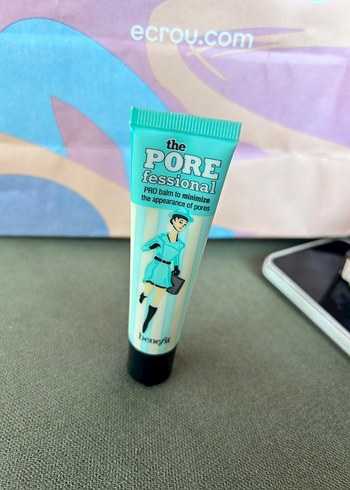 ecrou.com
the
PORE
fessional
PRO balm to minimize
the appearance of pores
benefit